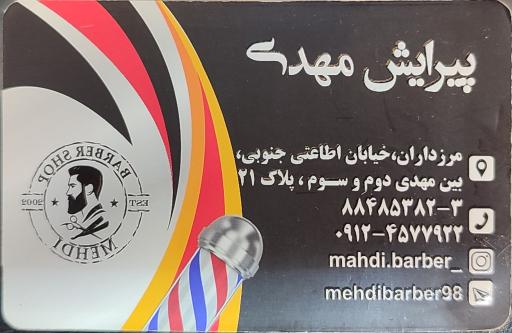 پیرایش مهدی
مرزداران،خیابان اطاعتی جنوبی،
بین مهدی دوم و سوم ، پلاک ۲۱
۸۸۴۸۵۳۸۲-۳
۰۹۱۲-۴۵۷۷۹۲۲
mahdi.barber_
mehdibarber98
BARBER SHOP
EST 2002
MEHDI